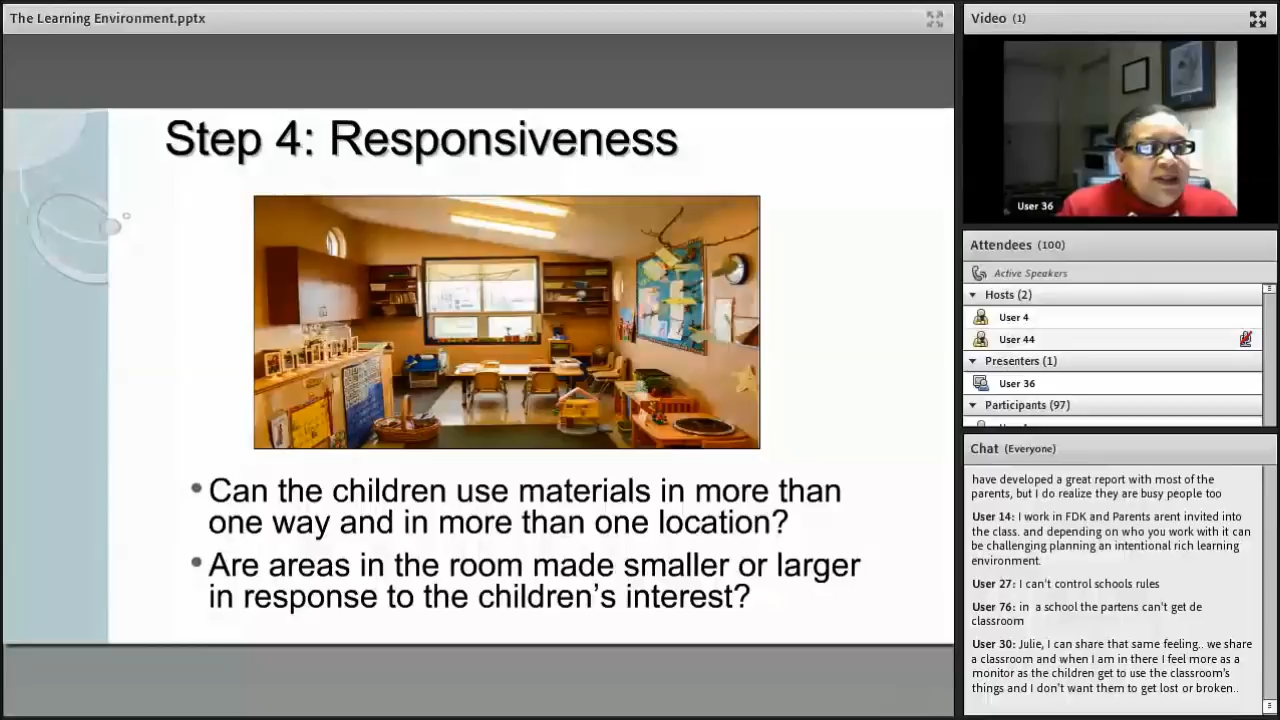 The Learning Environment.pptx
Step 4: Responsiveness
• Can the children use materials in more than
one way and in more than one location?
• Are areas in the room made smaller or larger
in response to the children's interest?
Video (1)
User 36
Attendees (100)
Active Speakers
Hosts (2)
User 4
User 44
Presenters (1)
User 36
Participants (97)
Chat (Everyone)
have developed a great report with most of the
parents, but I do realize they are busy people too
User 14: I work in FDK and Parents arent invited into
the class. and depending on who you work with it can
be challenging planning an intentional rich learning
environment.
User 27: I can't control schools rules
User 76: in a school the partens can't get de
classroom
User 30: Julie, I can share that same feeling.. we share
a classroom and when I am in there I feel more as a
monitor as the children get to use the classroom's
things and I don't want them to get lost or broken..